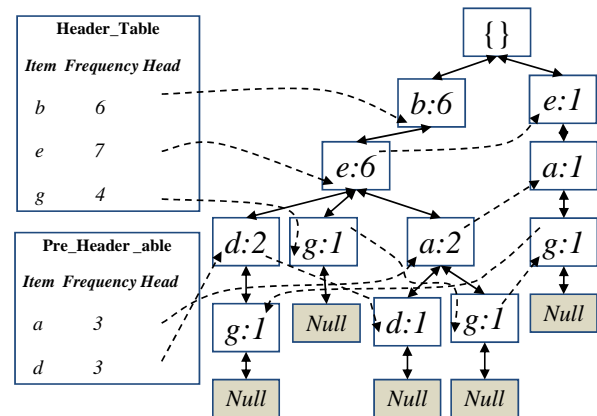 Header_Table
Item Frequency Head
b 6
e 7
g 4
Pre_Header _able
Item Frequency Head
a 3
d 3
{}
b:6
e:1
e:6
a:1
d:2
g:1
a:2
g:1
g:1
Null
d:1
g:1
Null
Null
Null
Null